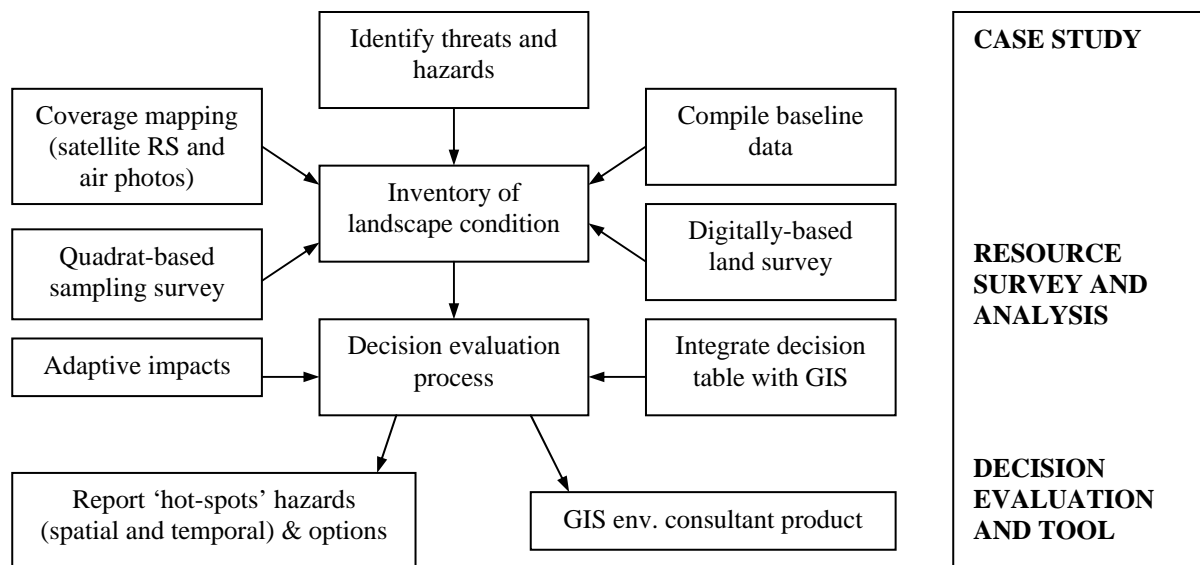 Identify threats and
hazards
CASE STUDY
Coverage mapping
(satellite RS and
air photos)
Compile baseline
data
Inventory of
landscape condition
Quadrat-based
sampling survey
Digitally-based
land survey
RESOURCE
SURVEY AND
ANALYSIS
Adaptive impacts
Decision evaluation
process
Integrate decision
table with GIS
Report ‘hot-spots’ hazards
(spatial and temporal) & options
GIS env. consultant product
DECISION
EVALUATION
AND TOOL